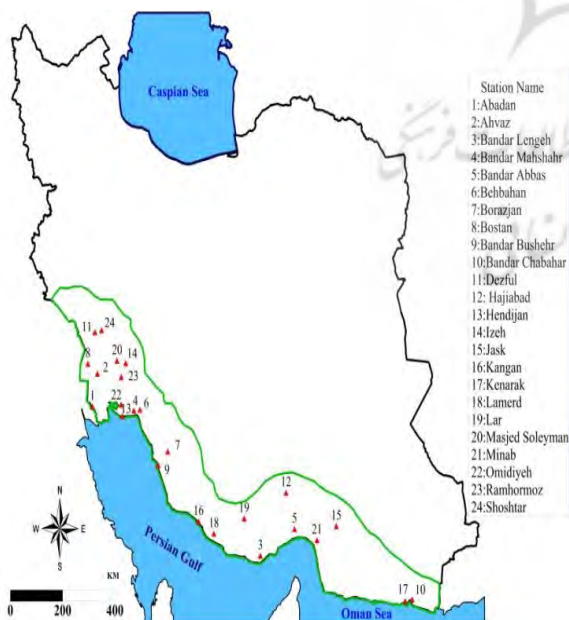 Caspian Sea
Station Name
1:Abadan
2:Ahvaz
3:Bandar Lengeh
4:Bandar Mahshahr
5:Bandar Abbas
6:Behbahan
7:Borazjan
8:Bostan
9:Bandar Bushehr
10:Bandar Chabahar
11:Dezful
12: Hajiabad
13:Hendijan
14:Izeh
15:Jask
16:Kangan
17:Kenarak
18:Lamerd
19:Lar
20:Masjed Soleyman
21:Minab
22:Omidiyeh
23:Ramhormoz
24:Shoshtar
11 24
20 14
8 2 23
1 22 13 4 6
7
9
12
16 18 19
5 21 15
3
17 10
N
W E
S
Persian Gulf
Oman Sea
KM
0 200 400